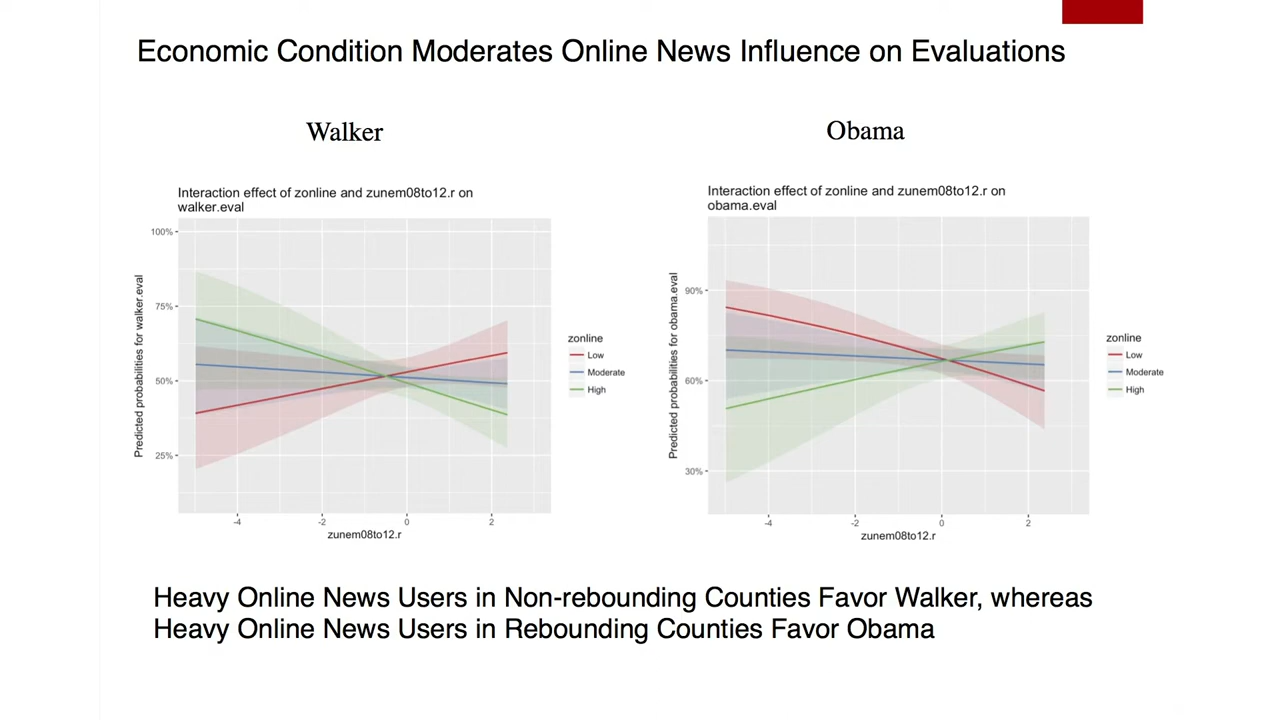 Economic Condition Moderates Online News Influence on Evaluations
Walker
Obama
Interaction effect of zonline and zunem08to12.r on
walker.eval
Predicted probabilities for walker.eval
100%
75%
50%
25%
-4
-2
0
2
zunem08to12.r
zonline
Low
Moderate
High
Interaction effect of zonline and zunem08to12.r on
obama.eval
Predicted probabilities for obama.eval
90%
60%
30%
-4
-2
0
2
zunem08to12.r
zonline
Low
Moderate
High
Heavy Online News Users in Non-rebounding Counties Favor Walker, whereas
Heavy Online News Users in Rebounding Counties Favor Obama